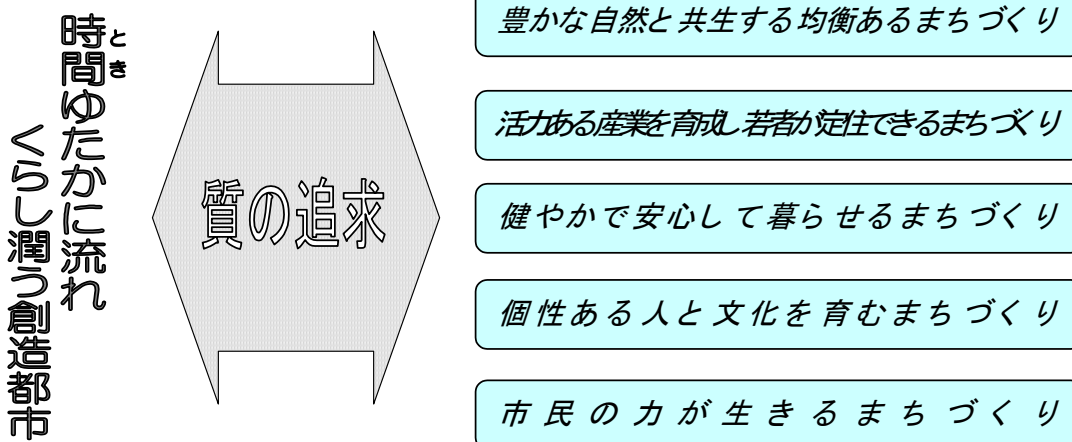 時間ゆたかに流れ
とき
くらし潤う創造都市
質の追求
豊かな自然と共生する均衡あるまちづくり
活力ある産業を育成し若者が定住できるまちづくり
健やかで安心して暮らせるまちづくり
個性ある人と文化を育むまちづくり
市民の力が生きるまちづくり